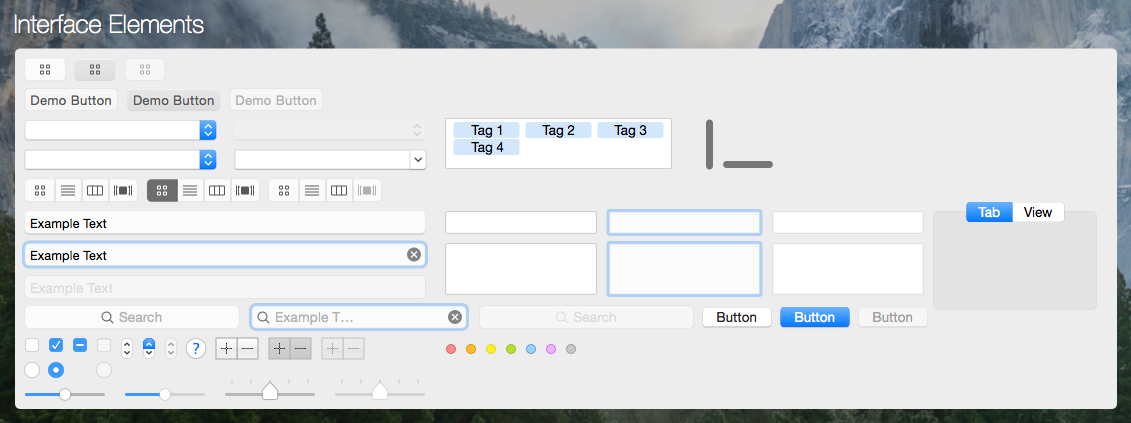 Interface Elements
Demo Button Demo Button Demo Button
Tag 1 Tag 2 Tag 3
Tag 4
Example Text
Tab View
Example Text
Example Text
Search Example T... Search Button Button Button
?